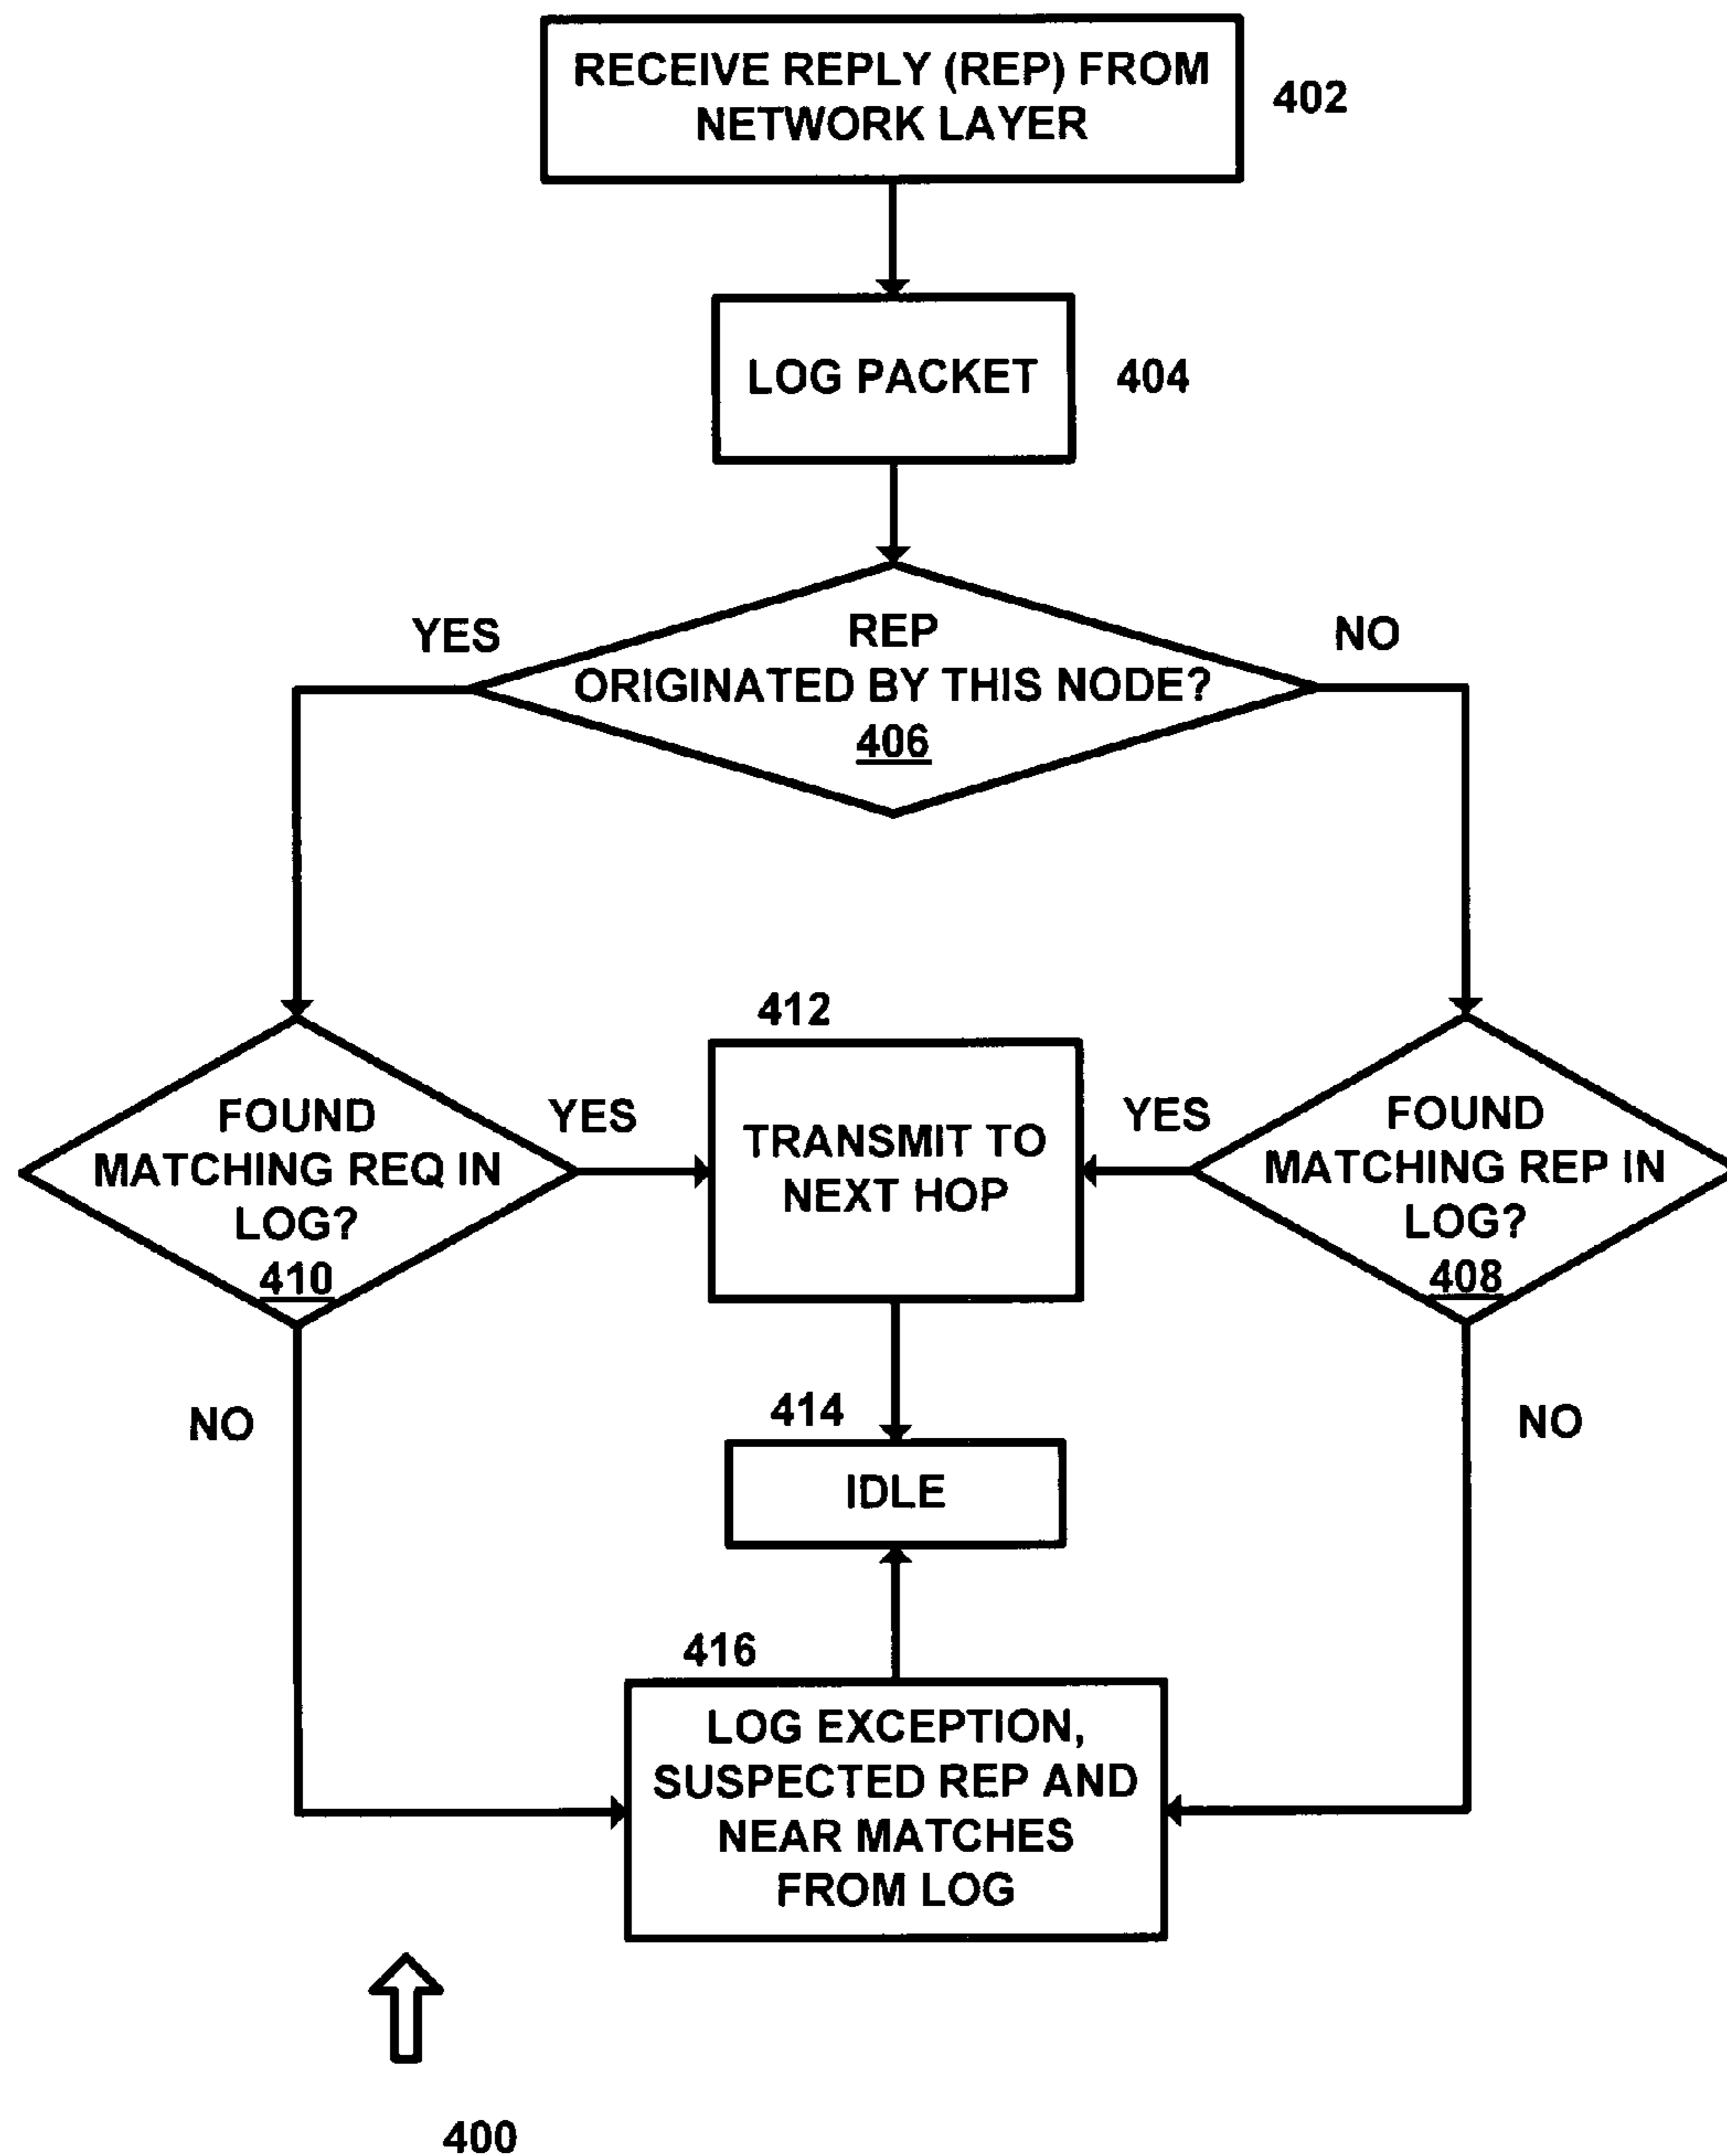 RECEIVE REPLY (REP) FROM
NETWORK LAYER
402
LOG PACKET
404
YES
REP
ORIGINATED BY THIS NODE?
406
NO
412
FOUND
MATCHING REQ IN
LOG?
410
YES
TRANSMIT TO
NEXT HOP
YES
FOUND
MATCHING REP IN
LOG?
408
NO
414
IDLE
NO
416
LOG EXCEPTION,
SUSPECTED REP AND
NEAR MATCHES
FROM LOG
400